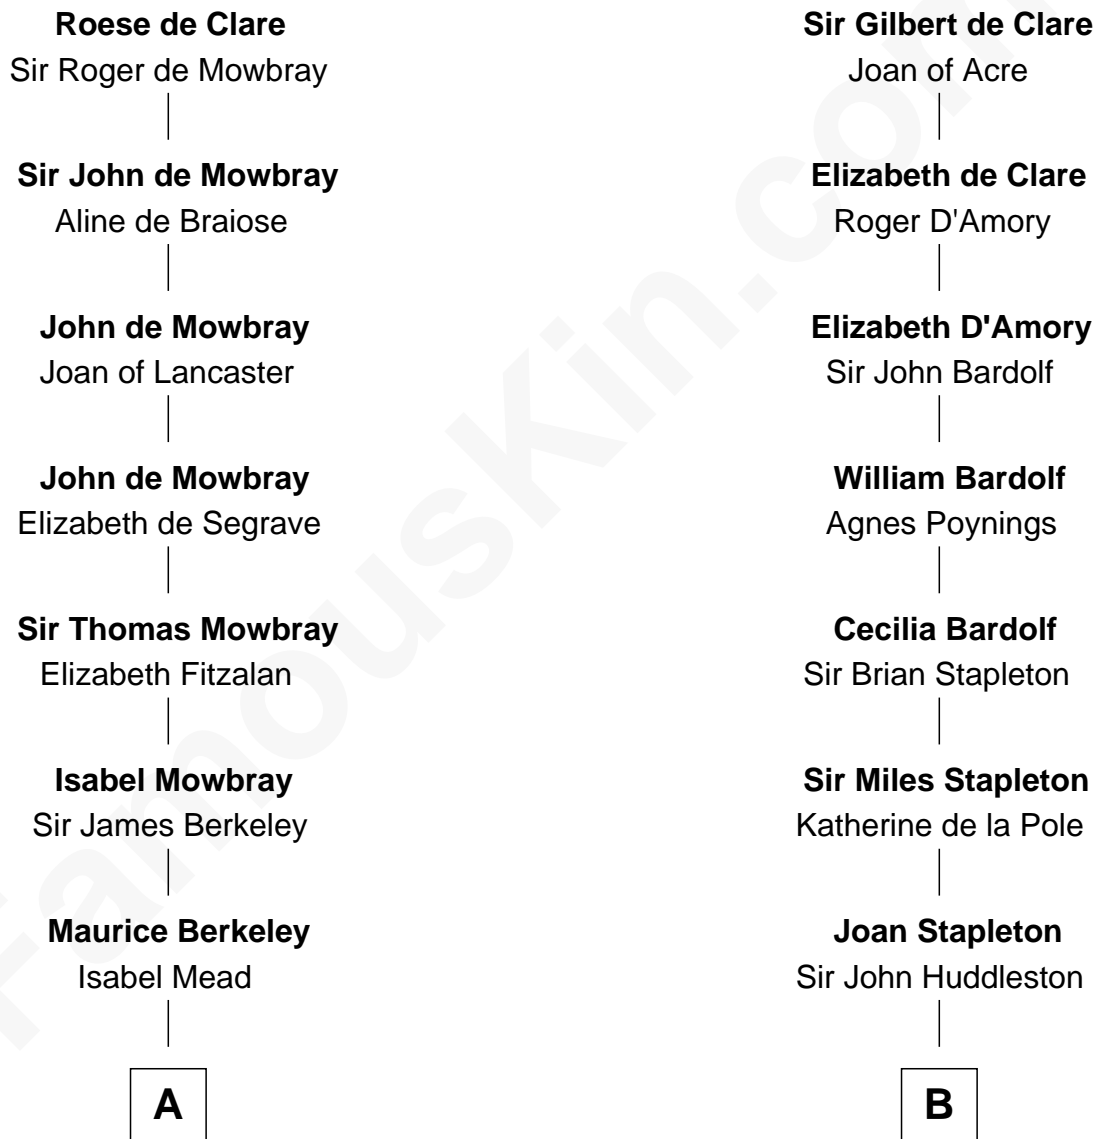 Roese de Clare
Sir Roger de Mowbray
Sir John de Mowbray
Aline de Braiose
John de Mowbray
Joan of Lancaster
John de Mowbray
Elizabeth de Segrave
Sir Thomas Mowbray
Elizabeth Fitzalan
Isabel Mowbray
Sir James Berkeley
Maurice Berkeley
Isabel Mead
A
Sir Gilbert de Clare
Joan of Acre
Elizabeth de Clare
Roger D'Amory
Elizabeth D'Amory
Sir John Bardolf
William Bardolf
Agnes Poynings
Cecilia Bardolf
Sir Brian Stapleton
Sir Miles Stapleton
Katherine de la Pole
Joan Stapleton
Sir John Huddleston
B
FamousKin.com